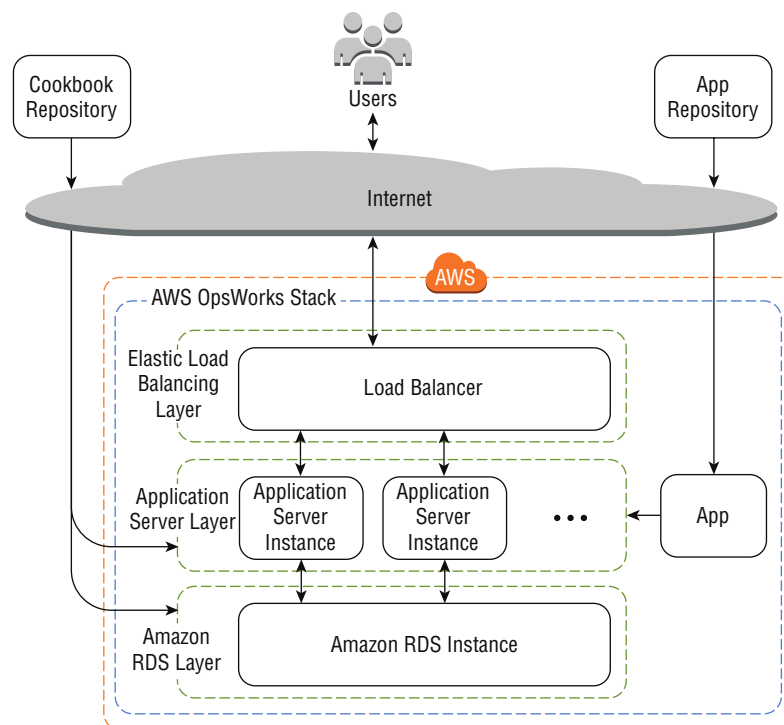 Users
Cookbook
Repository
App
Repository
Internet
AWS
AWS OpsWorks Stack
Elastic Load
Balancing
Layer
Load Balancer
Application
Server Layer
Application
Server
Instance
Application
Server
Instance
...
App
Amazon
RDS Layer
Amazon RDS Instance